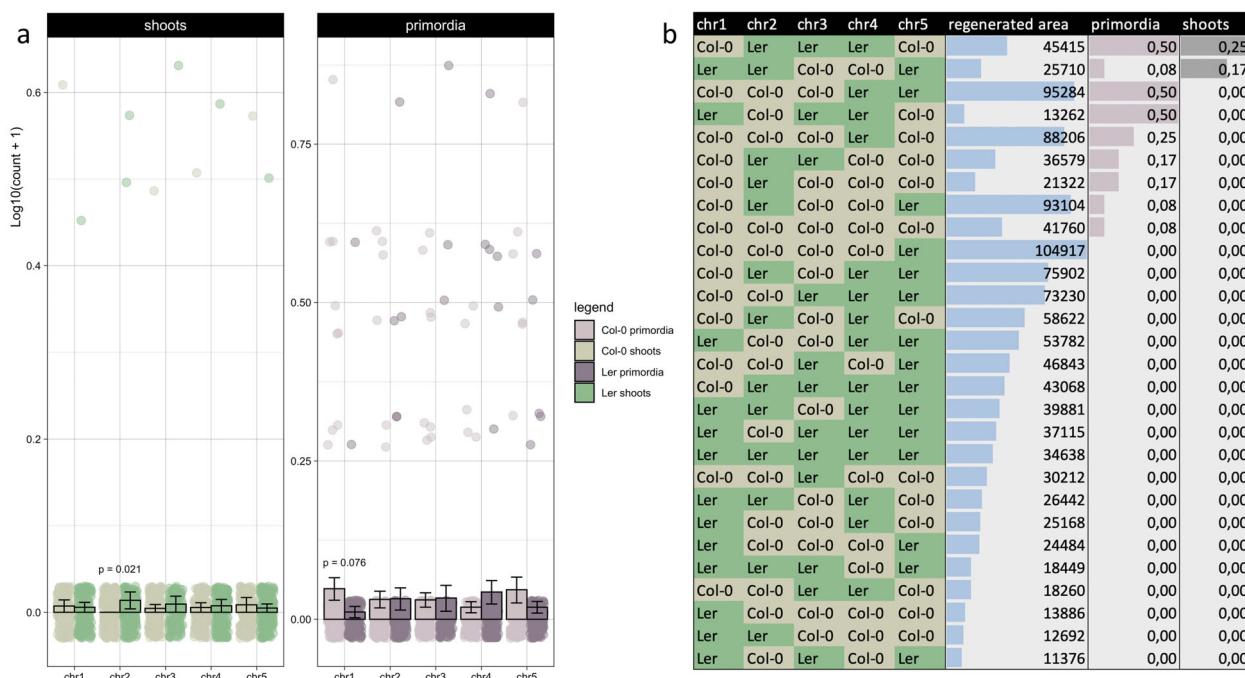 a
shoots
primordia
Log10(count + 1)
0.6
0.4
0.2
0.0
p = 0.021
chr1 chr2 chr3 chr4 chr5
0.75
0.50
0.25
0.00
p = 0.076
chr1 chr2 chr3 chr4 chr5
legend
Col-0 primordia
Col-0 shoots
Ler primordia
Ler shoots
b
chr1 chr2 chr3 chr4 chr5 regenerated area primordia shoots
Col-0 Ler Ler Ler Col-0 45415 0,50 0,25
Ler Ler Col-0 Col-0 Ler 25710 0,08 0,17
Col-0 Col-0 Col-0 Ler Ler 95284 0,50 0,00
Ler Col-0 Ler Ler Col-0 13262 0,50 0,00
Col-0 Col-0 Col-0 Ler Col-0 88206 0,25 0,00
Col-0 Ler Ler Col-0 Col-0 36579 0,17 0,00
Col-0 Ler Col-0 Col-0 Col-0 21322 0,17 0,00
Col-0 Ler Col-0 Col-0 Ler 93104 0,08 0,00
Col-0 Col-0 Col-0 Col-0 Col-0 41760 0,08 0,00
Col-0 Col-0 Col-0 Col-0 Ler 104917 0,00 0,00
Col-0 Ler Col-0 Ler Ler 75902 0,00 0,00
Col-0 Col-0 Ler Ler Ler 73230 0,00 0,00
Col-0 Ler Col-0 Ler Col-0 58622 0,00 0,00
Ler Col-0 Col-0 Ler Ler 53782 0,00 0,00
Col-0 Col-0 Ler Col-0 Ler 46843 0,00 0,00
Col-0 Ler Ler Ler Ler 43068 0,00 0,00
Ler Ler Col-0 Ler Ler 39881 0,00 0,00
Ler Col-0 Ler Ler Ler 37115 0,00 0,00
Ler Ler Ler Ler Ler 34638 0,00 0,00
Col-0 Col-0 Ler Col-0 Col-0 30212 0,00 0,00
Ler Ler Col-0 Ler Col-0 26442 0,00 0,00
Ler Col-0 Col-0 Ler Col-0 25168 0,00 0,00
Ler Col-0 Col-0 Col-0 Ler 24484 0,00 0,00
Ler Ler Ler Col-0 Ler 18449 0,00 0,00
Col-0 Col-0 Ler Ler Col-0 18260 0,00 0,00
Ler Col-0 Col-0 Col-0 Col-0 13886 0,00 0,00
Ler Ler Col-0 Col-0 Col-0 12692 0,00 0,00
Ler Col-0 Ler Col-0 Ler 11376 0,00 0,00